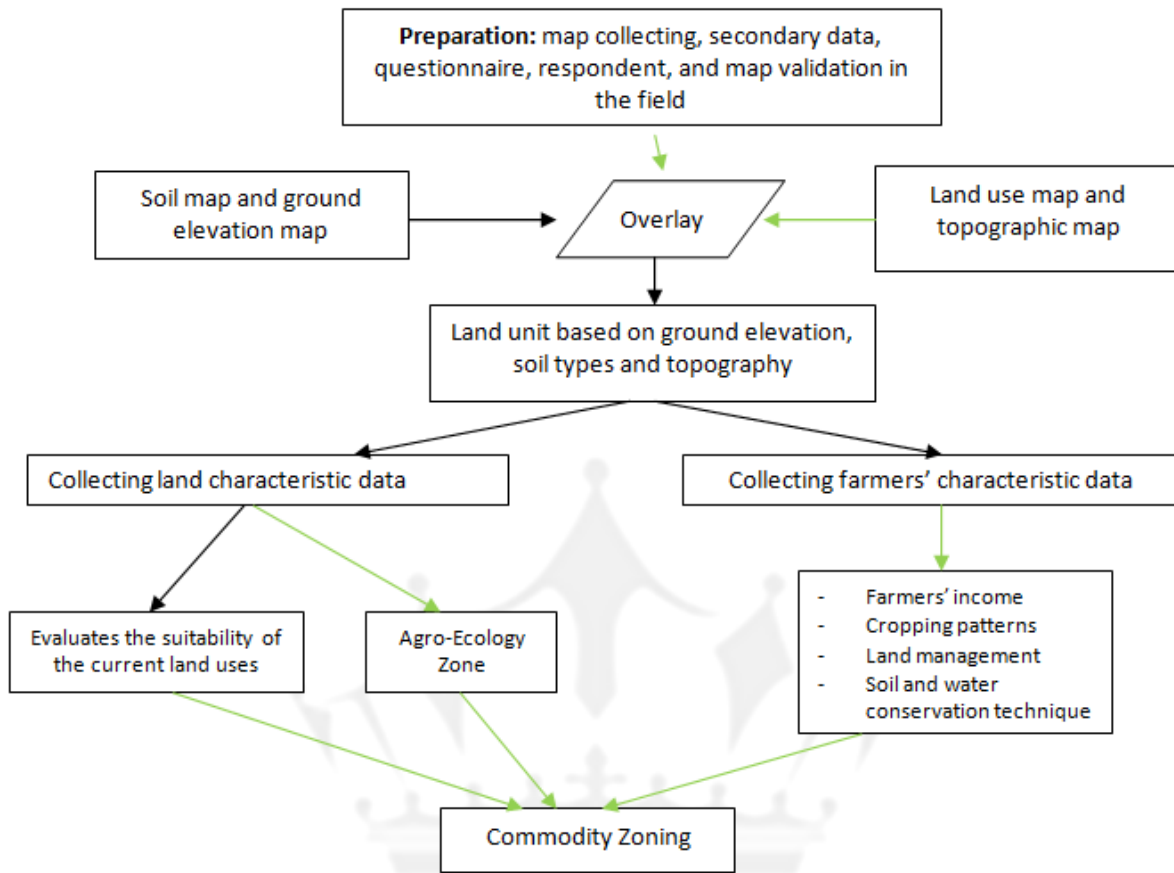 Preparation: map collecting, secondary data,
questionnaire, respondent, and map validation in
the field
Soil map and ground
elevation map
Overlay
Land use map and
topographic map
Land unit based on ground elevation,
soil types and topography
Collecting land characteristic data
Collecting farmers' characteristic data
Evaluates the suitability of
the current land uses
Agro-Ecology
Zone
- Farmers' income
- Cropping patterns
- Land management
- Soil and water
conservation technique
Commodity Zoning